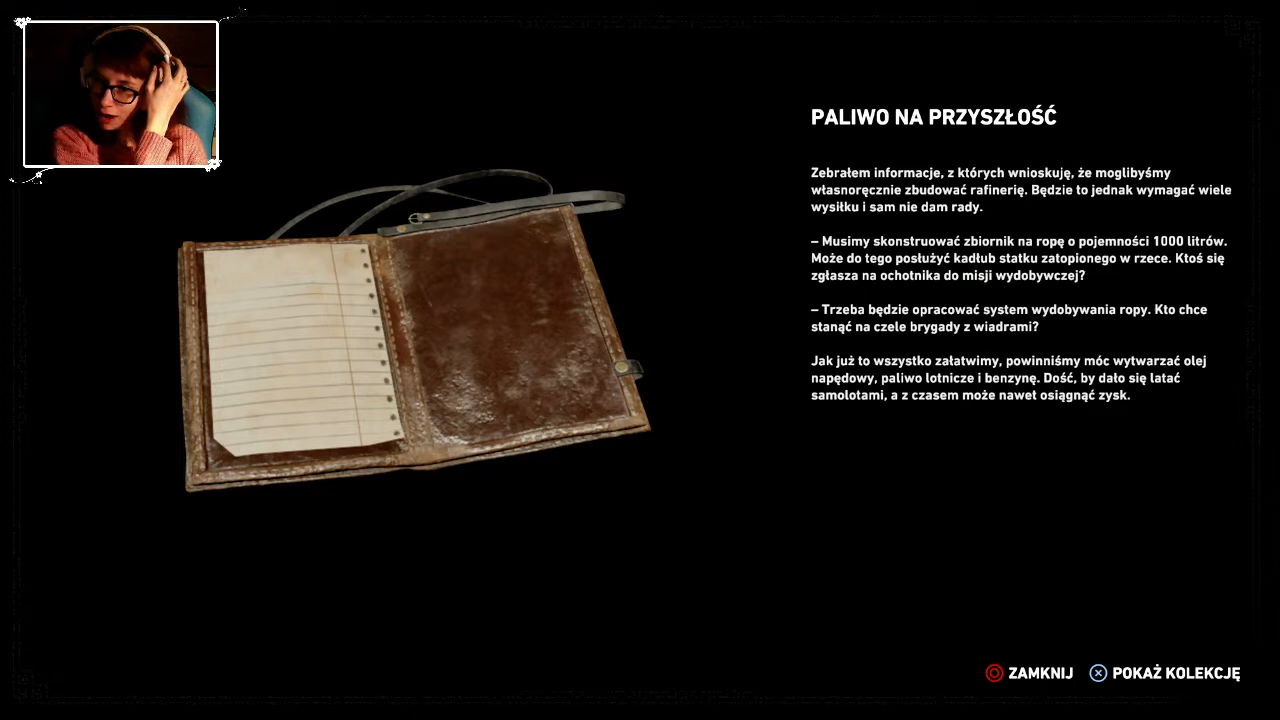 PALIWO NA PRZYSZŁOŚĆ
Zebrałem informacje, z których wnioskuję, że moglibyśmy
własnoręcznie zbudować rafinerię. Będzie to jednak wymagać wiele
wysiłku i sam nie dam rady.
– Musimy skonstruować zbiornik na ropę o pojemności 1000 litrów.
Może do tego posłużyć kadłub statku zatopionego w rzece. Ktoś się
zgłasza na ochotnika do misji wydobywczej?
– Trzeba będzie opracować system wydobywania ropy. Kto chce
stanąć na czele brygady z wiadrami?
Jak już to wszystko załatwimy, powinniśmy móc wytwarzać olej
napędowy, paliwo lotnicze i benzynę. Dość, by dało się latać
samolotami, a z czasem może nawet osiągnąć zysk.
ZAMKNIJ
POKAŻ KOLEKCJĘ